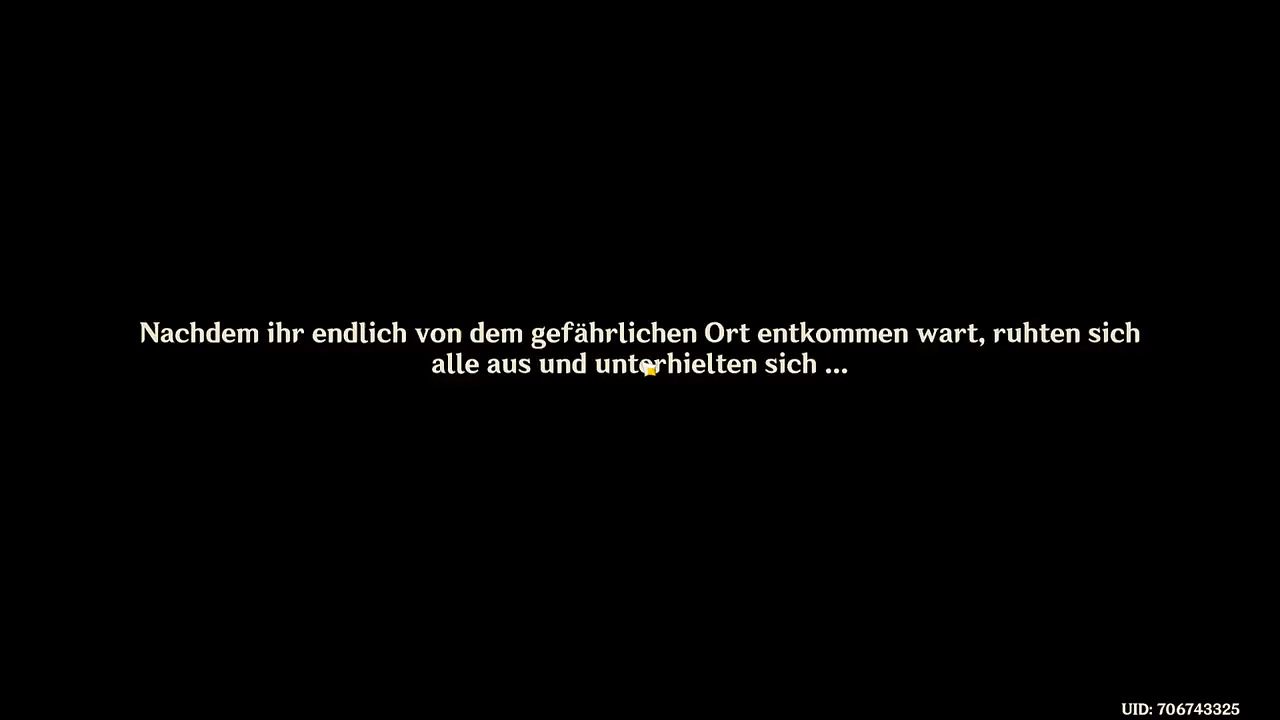 Nachdem ihr endlich von dem gefährlichen Ort entkommen wart, ruhten sich
alle aus und unterhielten sich ...
UID: 706743325